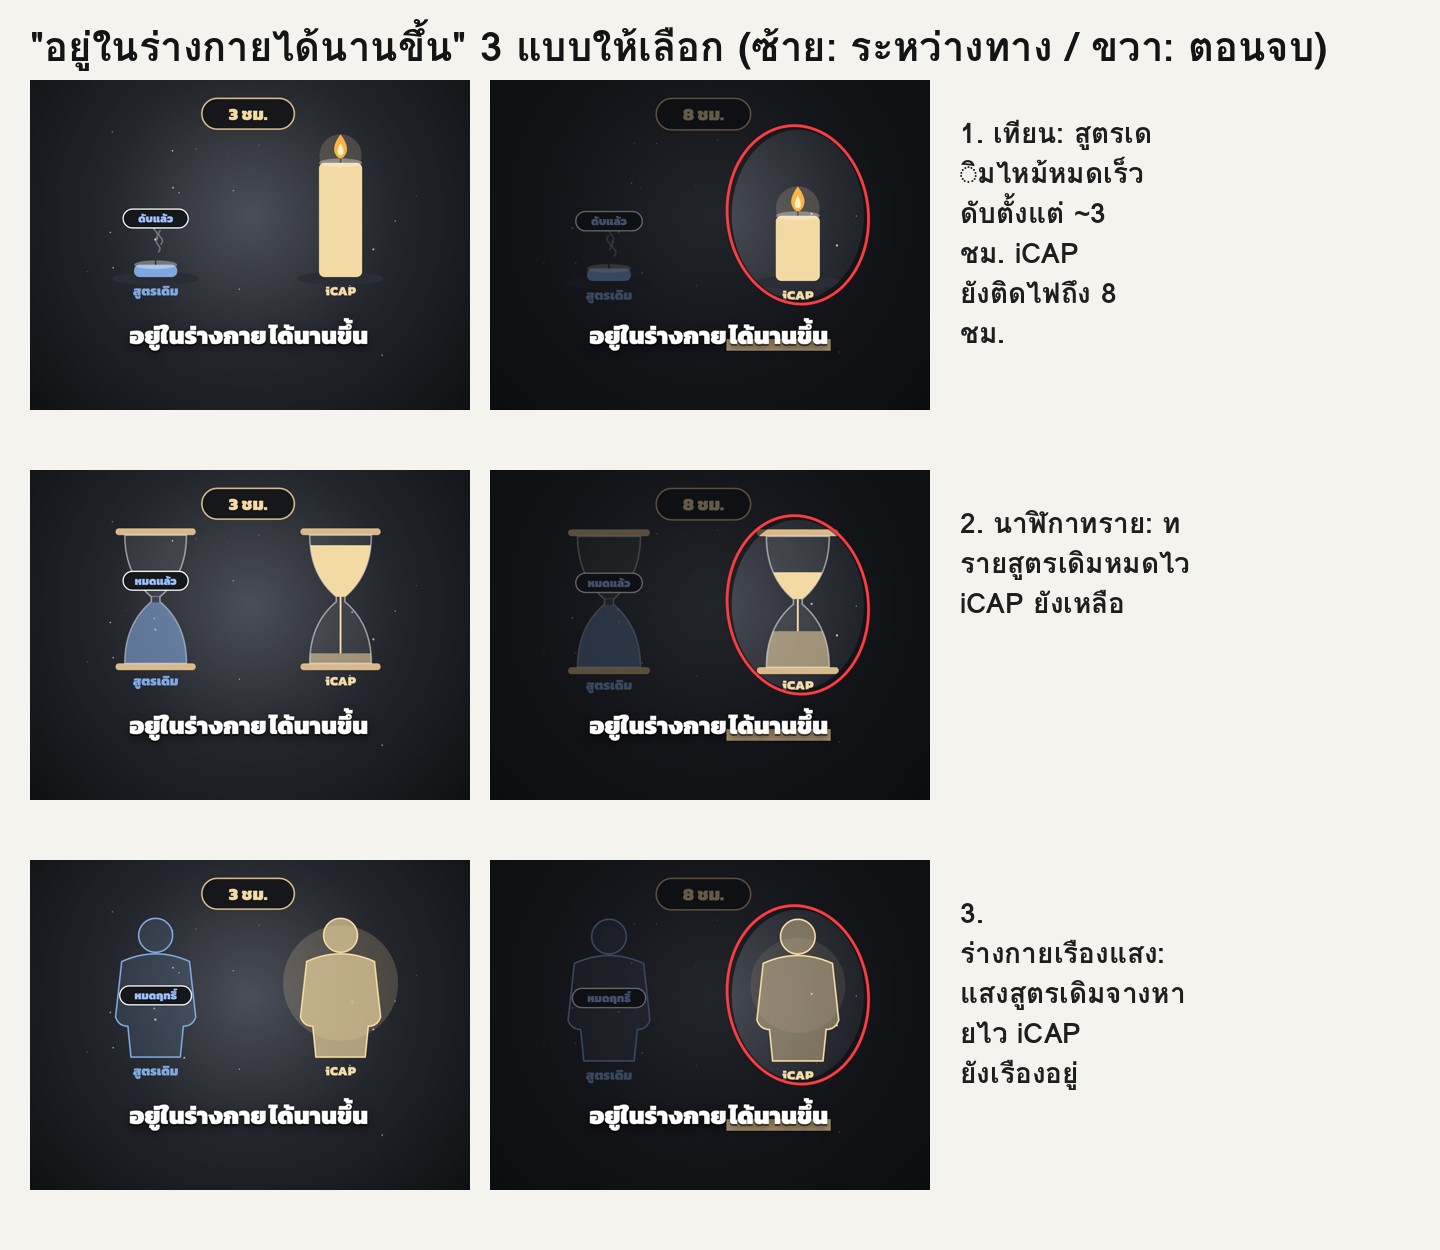 "อยู่ในร่างกายได้นานขึ้น" 3 แบบให้เลือก (ซ้าย: ระหว่างทาง / ขวา: ตอนจบ)
3 ชม.
ดับแล้ว
สูตรเดิม
iCAP
อยู่ในร่างกายได้นานขึ้น
8 ชม.
ดับแล้ว
สูตรเดิม
iCAP
อยู่ในร่างกายได้นานขึ้น
1. เทียน: สูตรเด
ิมไหม้หมดเร็ว
ดับตั้งแต่ ~3
ชม. iCAP
ยังติดไฟถึง 8
ชม.
3 ชม.
หมดแล้ว
สูตรเดิม
iCAP
อยู่ในร่างกายได้นานขึ้น
8 ชม.
หมดแล้ว
สูตรเดิม
iCAP
อยู่ในร่างกายได้นานขึ้น
2. นาฬิกาทราย: ท
รายสูตรเดิมหมดไว
iCAP ยังเหลือ
3 ชม.
หมดฤทธิ์
สูตรเดิม
iCAP
อยู่ในร่างกายได้นานขึ้น
8 ชม.
หมดฤทธิ์
สูตรเดิม
iCAP
อยู่ในร่างกายได้นานขึ้น
3.
ร่างกายเรืองแสง:
แสงสูตรเดิมจางหา
ยไว iCAP
ยังเรืองอยู่